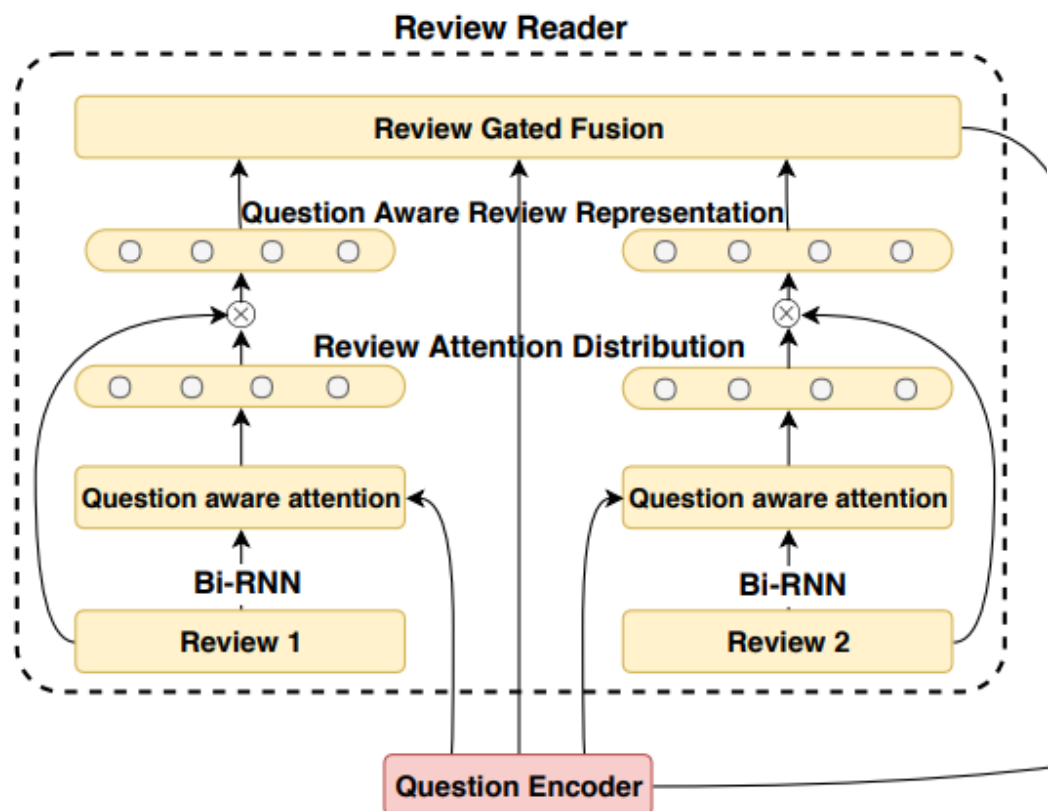 Review Reader
Review Gated Fusion
Question Aware Review Representation
Review Attention Distribution
Question aware attention
Question aware attention
Bi-RNN
Bi-RNN
Review 1
Review 2
Question Encoder